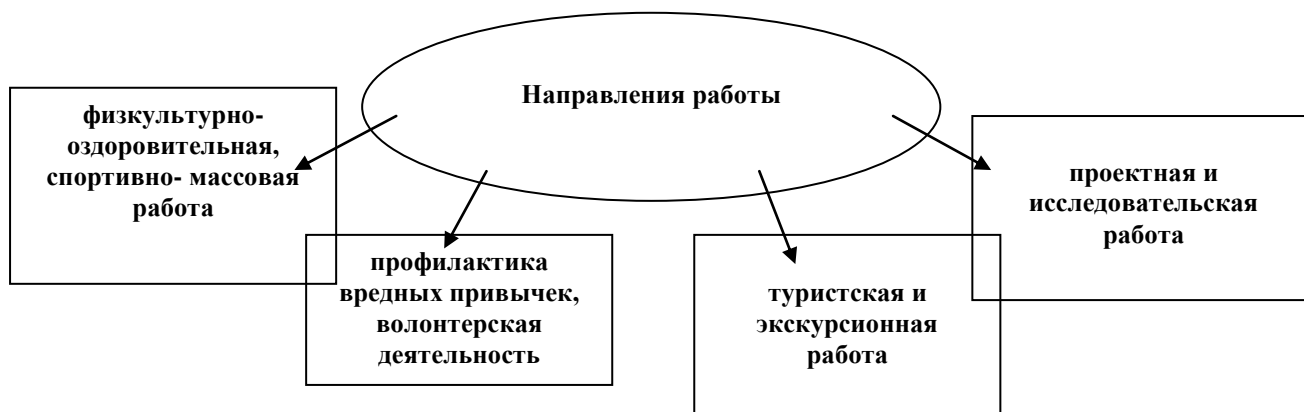 Направления работы
физкультурно-
оздоровительная,
спортивно- массовая
работа
профилактика
вредных привычек,
волонтерская
деятельность
туристская и
экскурсионная
работа
проектная и
исследовательская
работа